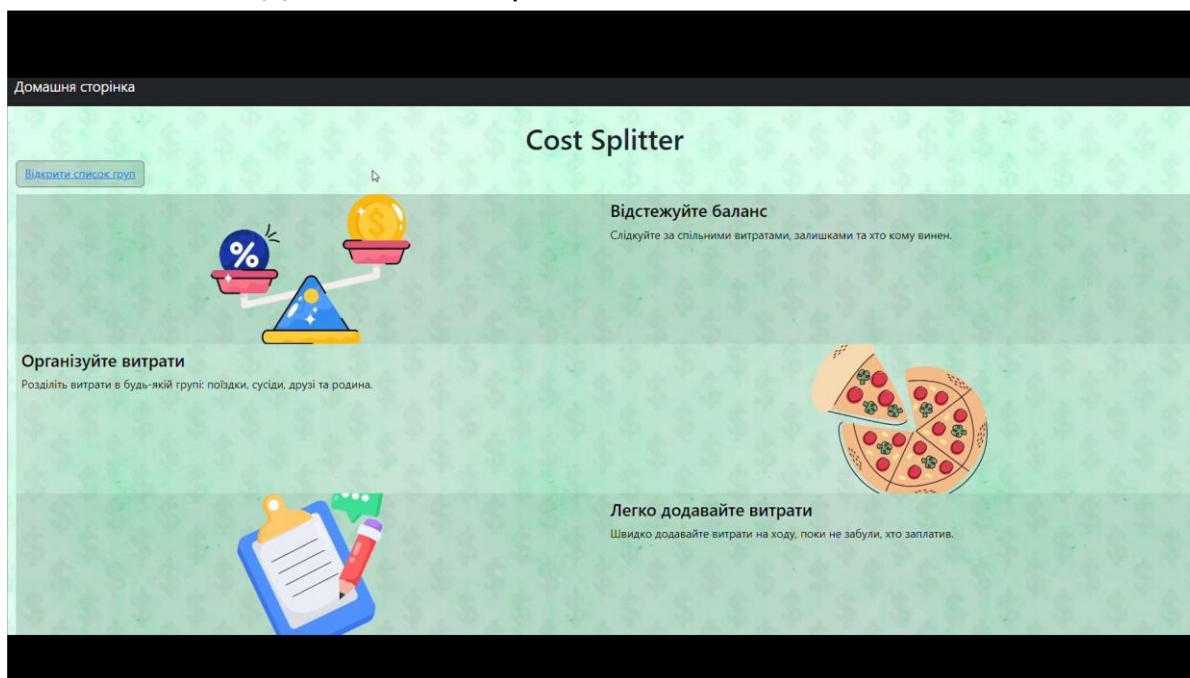 Домашня сторінка
Cost Splitter
Відкрити список груп
%
$
Відстежуйте баланс
Слідкуйте за спільними витратами, залишками та хто кому винен.
Організуйте витрати
Розділіть витрати в будь-якій групі: поїздки, сусіди, друзі та родина.
Легко додавайте витрати
Швидко додавайте витрати на ходу, поки не забули, хто заплатив.